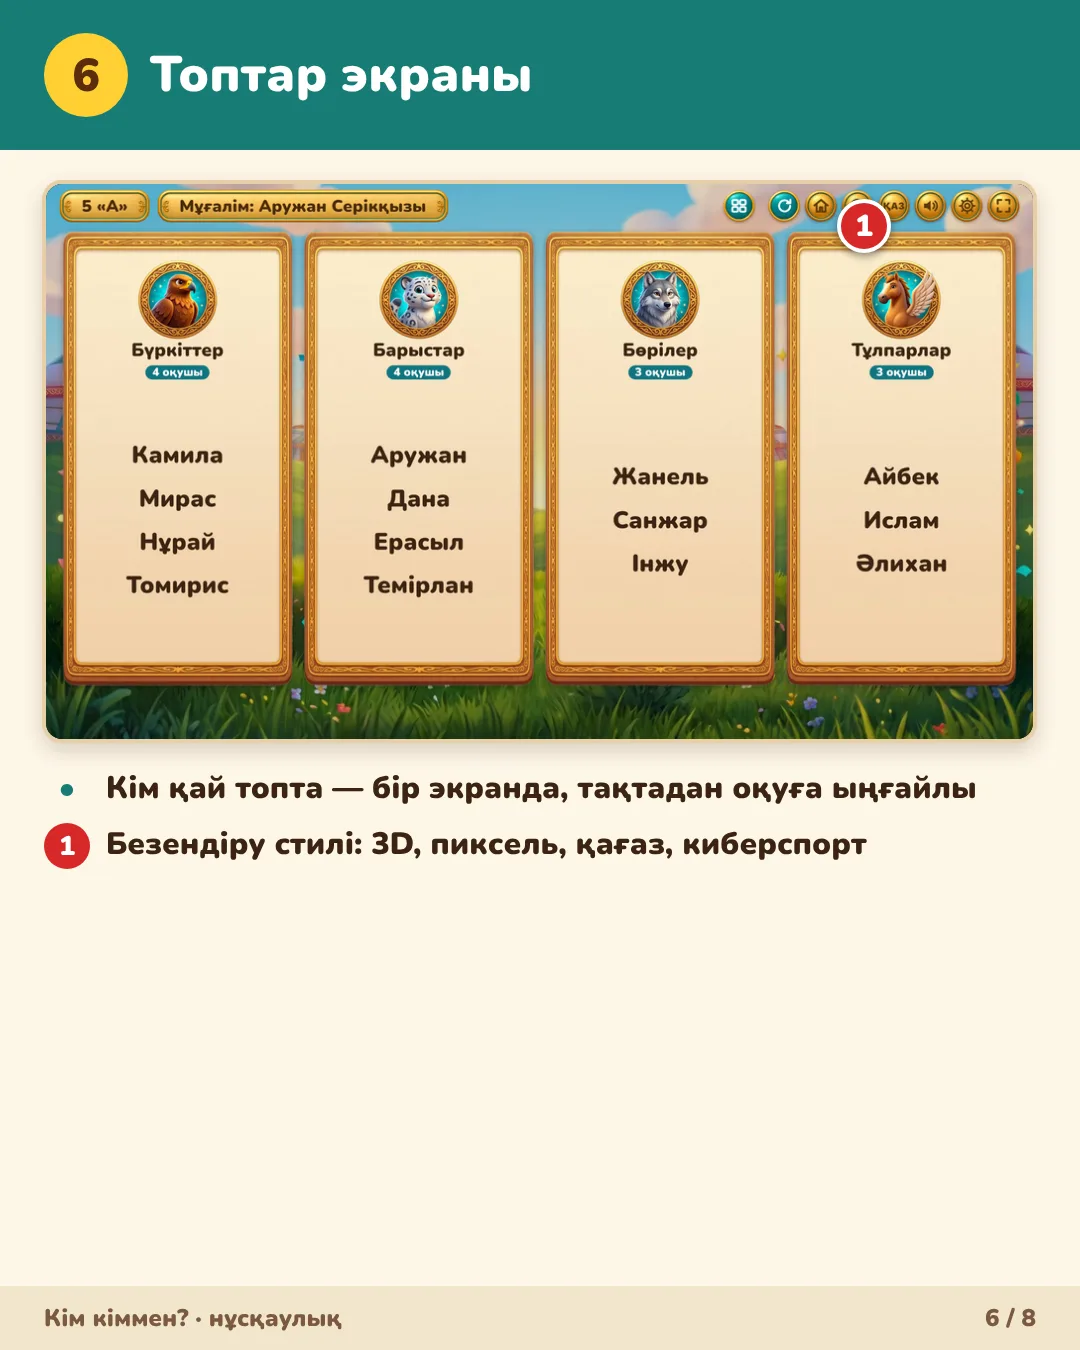 6 Топтар экраны
5 «А» Мұғалім: Аружан Серікқызы ҚАЗ
1
Бүркіттер
4 оқушы
Камила
Мирас
Нұрай
Томирис
Барыстар
4 оқушы
Аружан
Дана
Ерасыл
Темірлан
Бөрілер
3 оқушы
Жанель
Санжар
Інжу
Тұлпарлар
3 оқушы
Айбек
Ислам
Әлихан
• Кім қай топта — бір экранда, тақтадан оқуға ыңғайлы
1 Безендіру стилі: 3D, пиксель, қағаз, киберспорт
Кім кіммен? · нұсқаулық 6 / 8